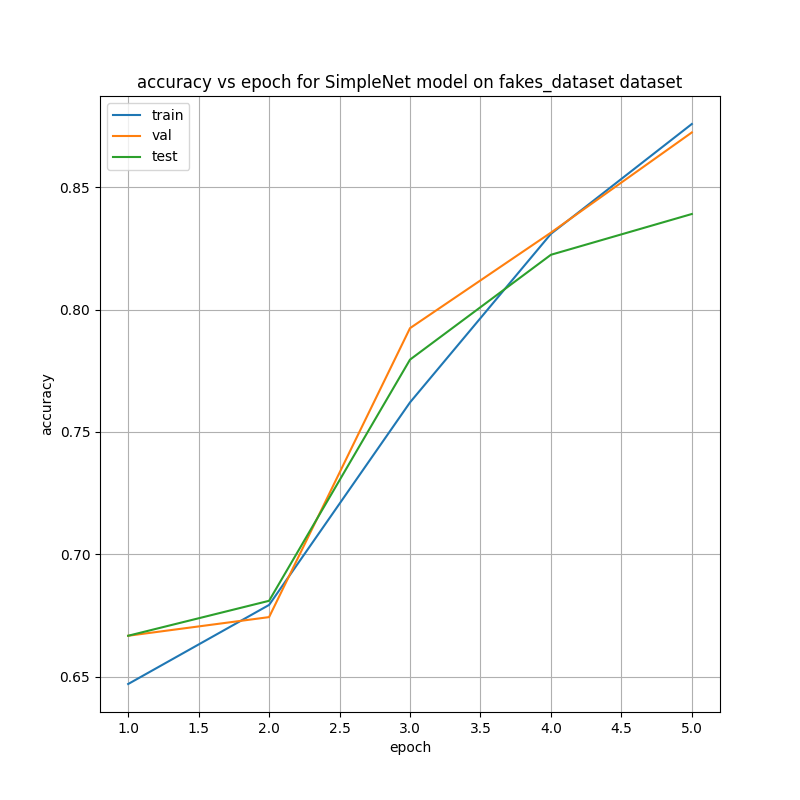 accuracy vs epoch for SimpleNet model on fakes_dataset dataset
train
val
test
0.85
0.80
0.75
0.70
0.65
accuracy
1.0 1.5 2.0 2.5 3.0 3.5 4.0 4.5 5.0
epoch